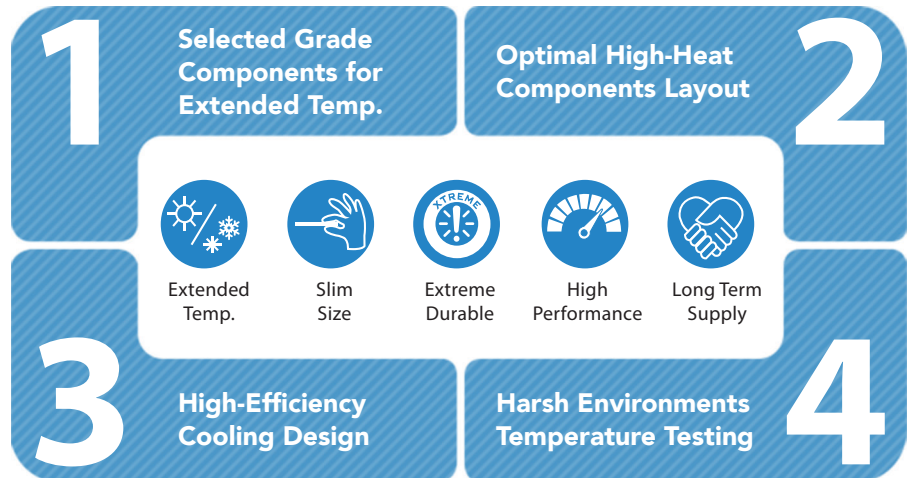 1
Selected Grade
Components for
Extended Temp.
Optimal High-Heat
Components Layout
2
XTREME
Extended
Temp.
Slim
Size
Extreme
Durable
High
Performance
Long Term
Supply
3
High-Efficiency
Cooling Design
Harsh Environments
Temperature Testing
4